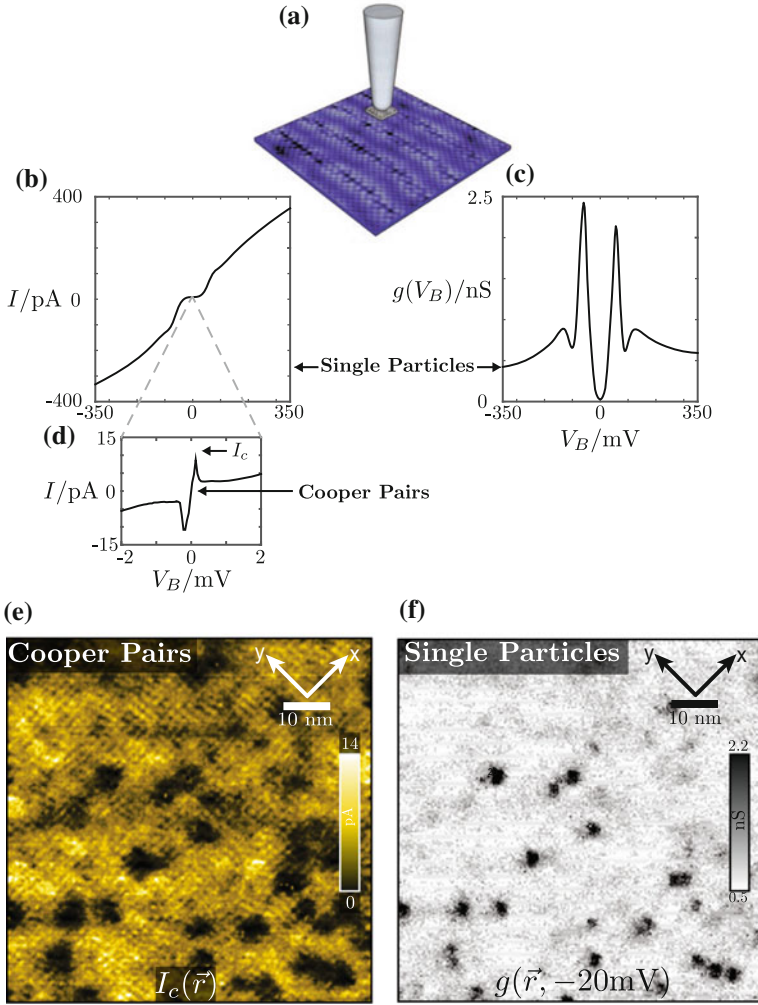 (a)
(b)
400
I/pA 0
-400
-350 0 350
Single Particles
(c)
2.5
g(V_B)/nS
0
-350 0 350
V_B/mV
(d)
15
I_c
I/pA 0
Cooper Pairs
-15
-2 0 2
V_B/mV
(e)
Cooper Pairs
y x
10 nm
14
pA
0
I_c(r⃗)
(f)
Single Particles
y x
10 nm
2.2
nS
0.5
g(r⃗, −20mV)